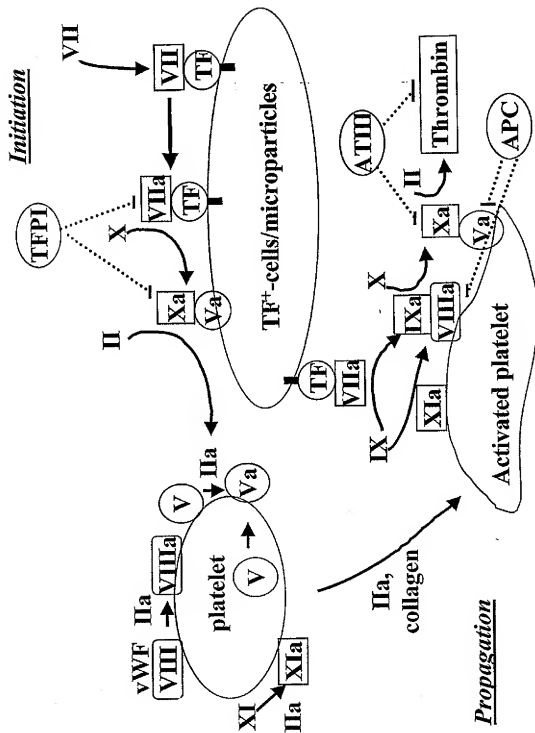 Initiation
VII
VII
TF
VIIa
TF
TFPI
X
Xa
Va
II
TF⁺-cells/microparticles
TF
VIIa
vWF
VIII
IIa
VIIIa
V
IIa
Va
V
platelet
XI
IIa
XIa
IIa,
collagen
Propagation
IX
XIa
IXa
VIIIa
X
Xa
Va
II
Thrombin
ATIII
APC
Activated platelet